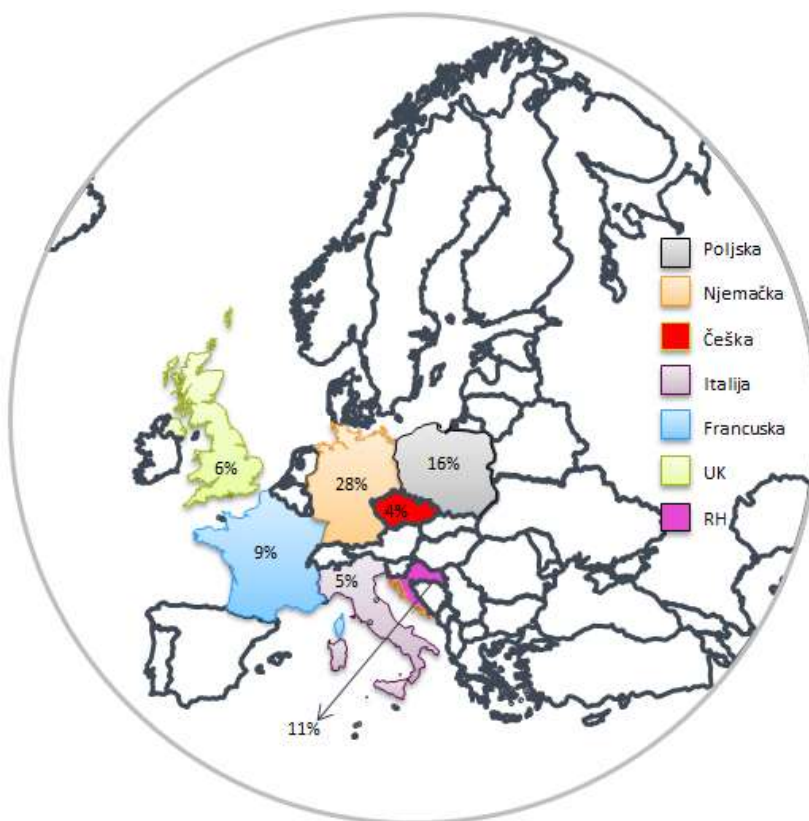 Poljska
Njemačka
Češka
Italija
Francuska
UK
RH
6%
28%
16%
4%
9%
5%
11%